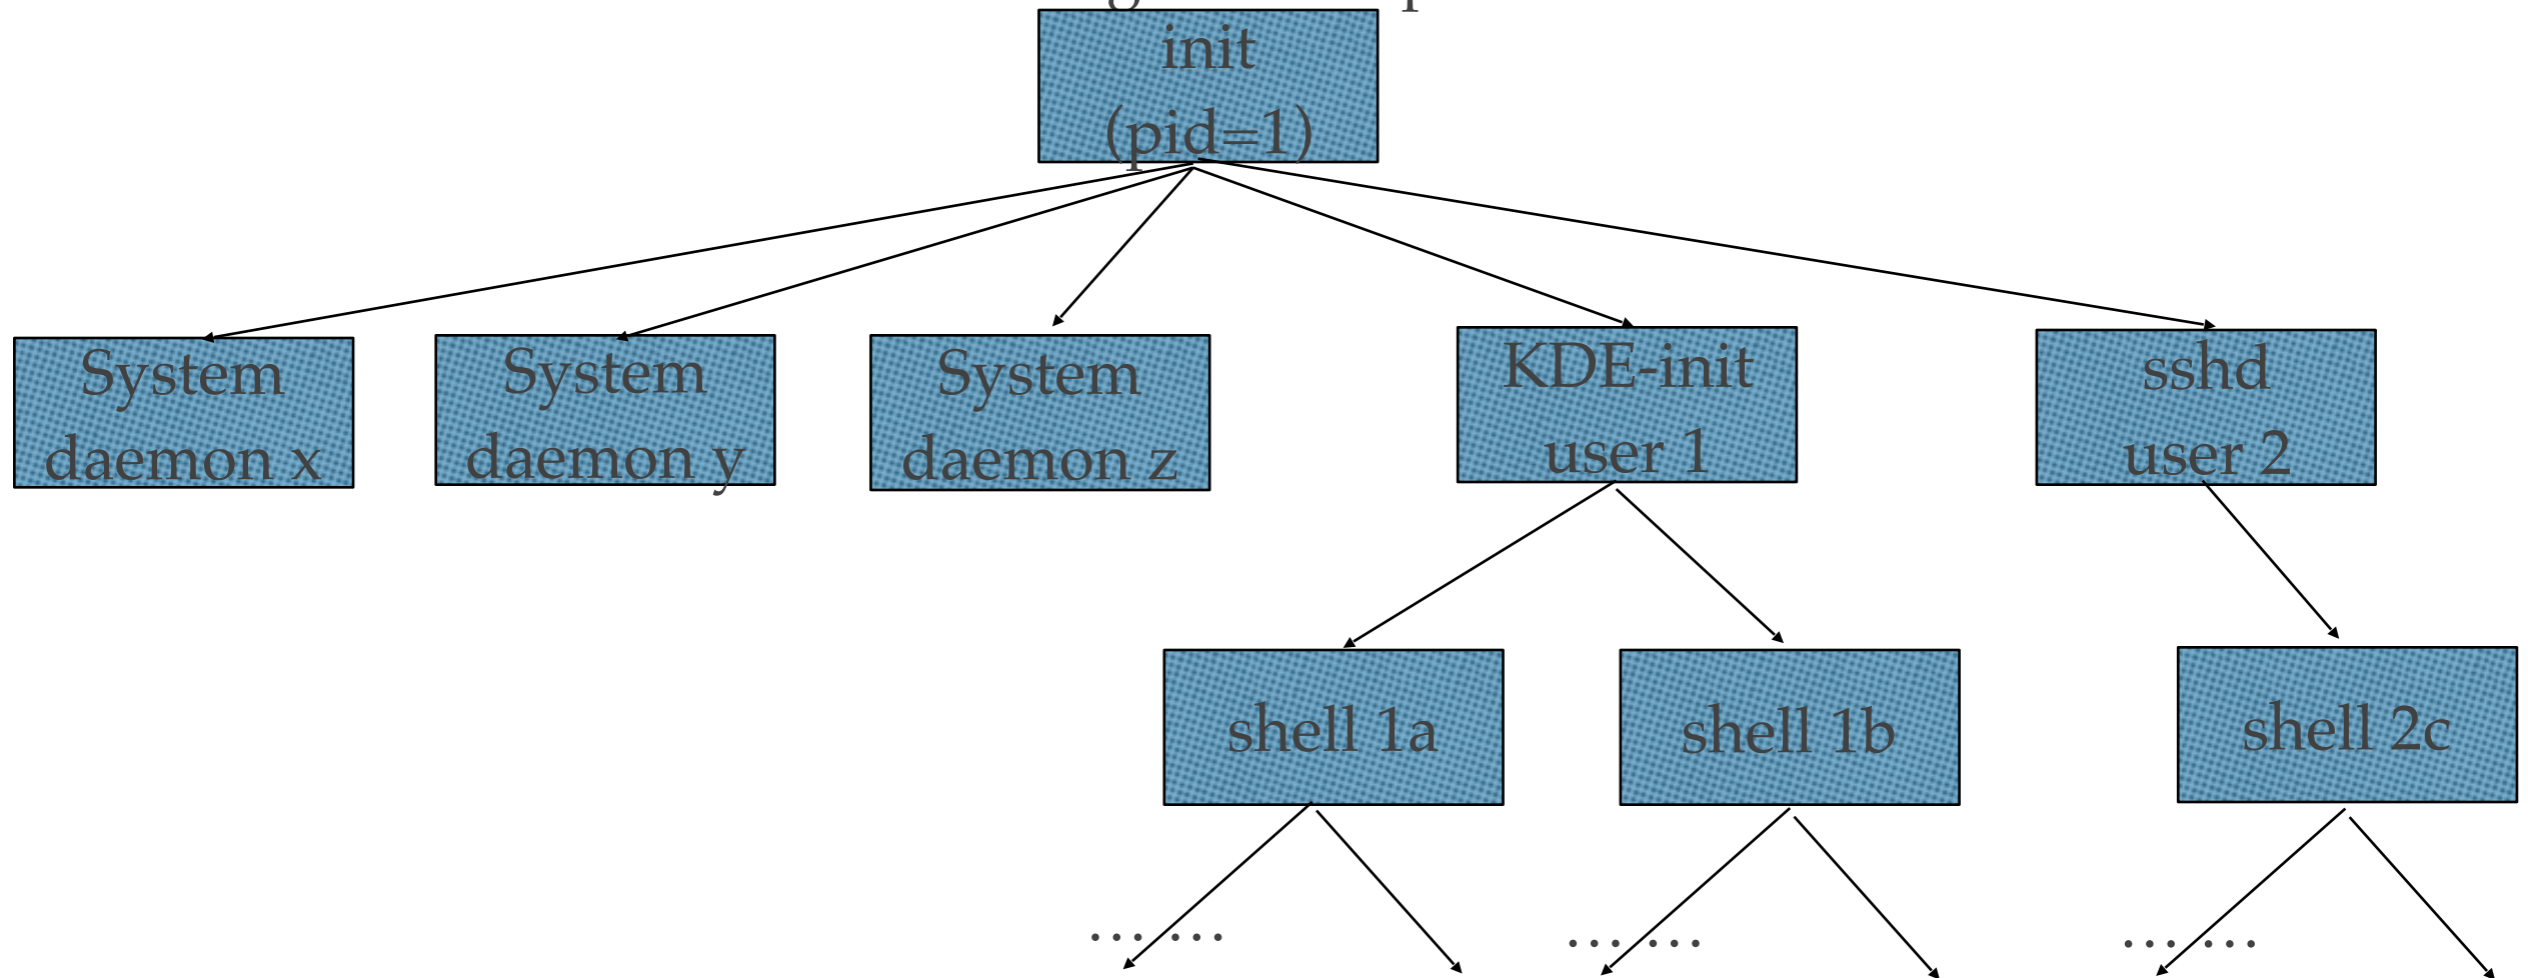 init
(pid=1)
System
daemon x
System
daemon y
System
daemon z
KDE-init
user 1
sshd
user 2
shell 1a
shell 1b
shell 2c
... ...
... ...
... ...